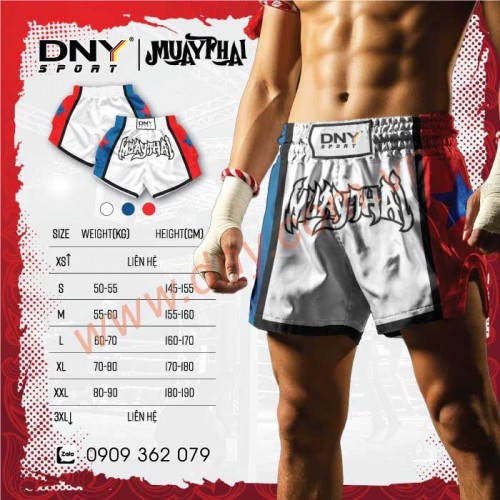 DNY® | MUAYTHAI
SPORT
MUAYTHAI
DNY
SPORT
MUAYTHAI
SIZE WEIGHT(KG) HEIGHT(CM)
XS↑ LIÊN HỆ
S 50-55 145-155
M 55-60 155-160
L 60-70 160-170
XL 70-80 170-180
XXL 80-90 180-190
3XL↓ LIÊN HỆ
Zalo 0909 362 079